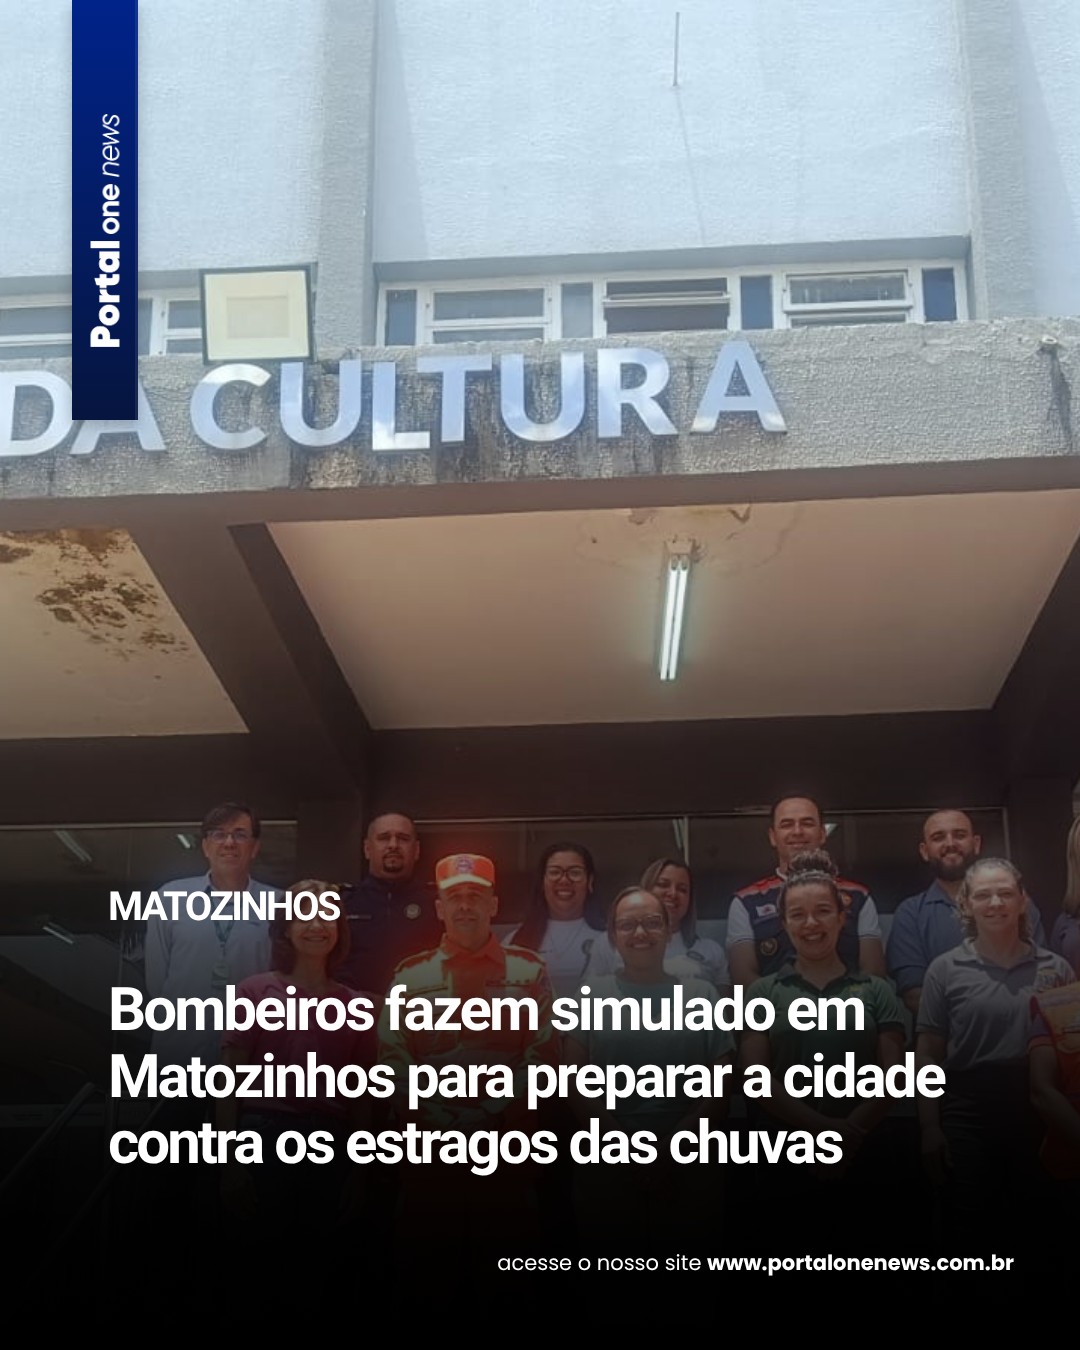 Portal one news
DA CULTURA
MATOZINHOS
Bombeiros fazem simulado em
Matozinhos para preparar a cidade
contra os estragos das chuvas
acesse o nosso site www.portalonenews.com.br